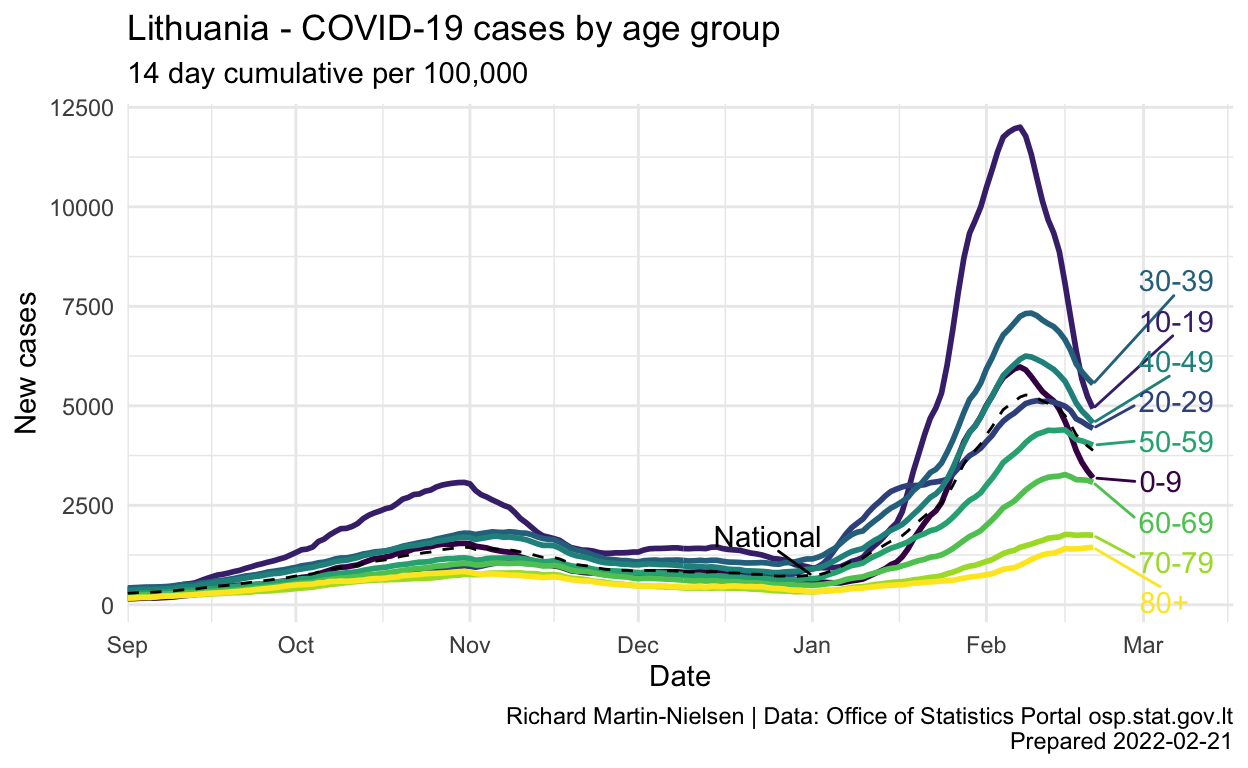 Lithuania - COVID-19 cases by age group
14 day cumulative per 100,000
12500
10000
7500
5000
2500
0
New cases
30-39
10-19
40-49
20-29
50-59
0-9
60-69
70-79
80+
National
Sep Oct Nov Dec Jan Feb Mar
Date
Richard Martin-Nielsen | Data: Office of Statistics Portal osp.stat.gov.lt
Prepared 2022-02-21